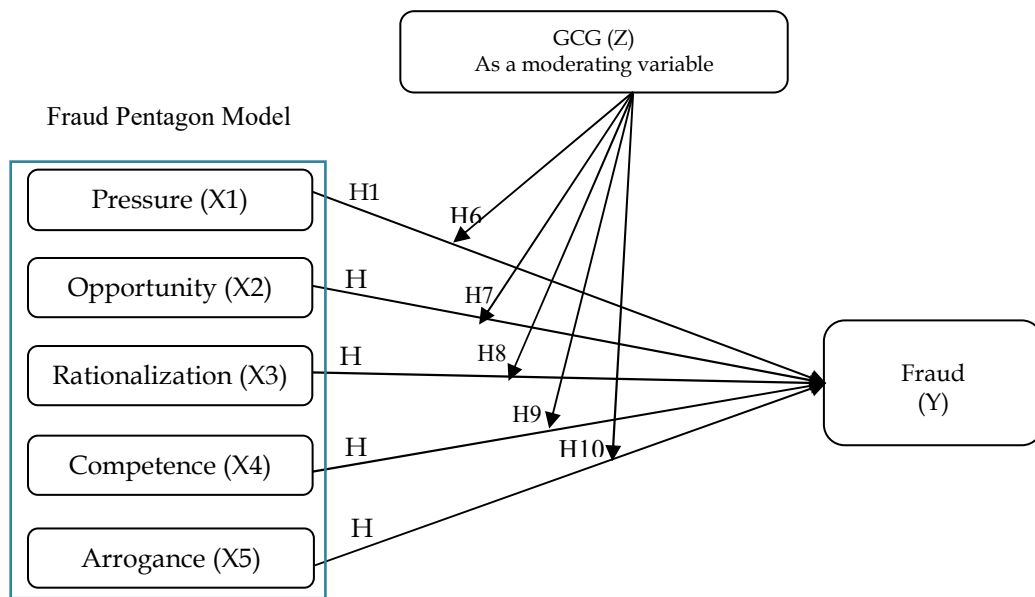 GCG (Z)
As a moderating variable
Fraud Pentagon Model
Pressure (X1)
H1
H6
Opportunity (X2)
H
H7
Rationalization (X3)
H
H8
Fraud
(Y)
Competence (X4)
H
H9
H10
Arrogance (X5)
H